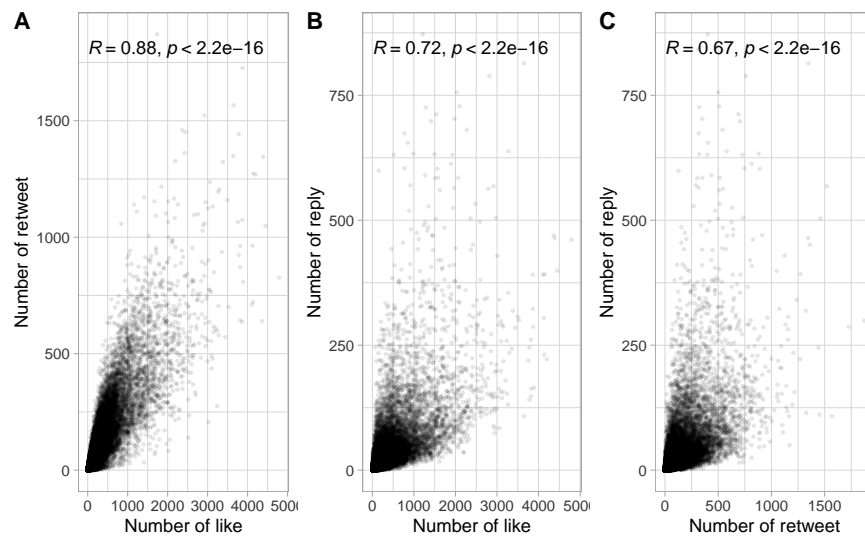 A
R = 0.88, p < 2.2e−16
1500
1000
500
0
Number of retweet
0 1000 2000 3000 4000 500
Number of like
B
R = 0.72, p < 2.2e−16
750
500
250
0
Number of reply
0 1000 2000 3000 4000 500
Number of like
C
R = 0.67, p < 2.2e−16
750
500
250
0
Number of reply
0 500 1000 1500
Number of retweet